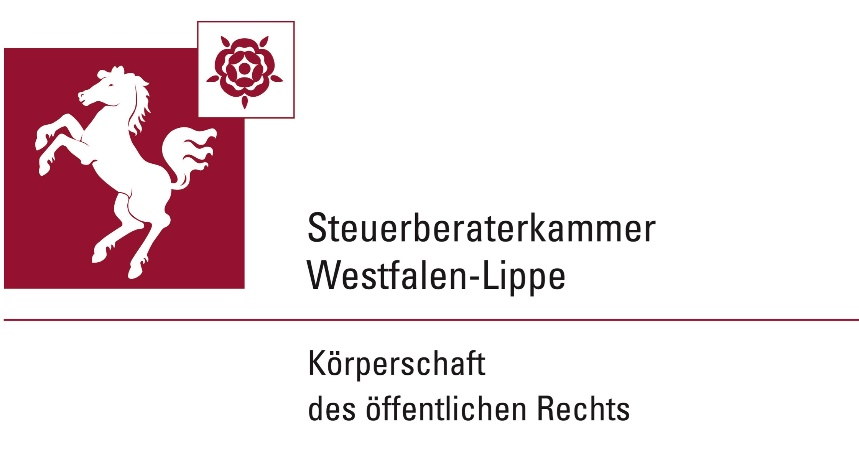 Steuerberaterkammer
Westfalen-Lippe
Körperschaft
des öffentlichen Rechts